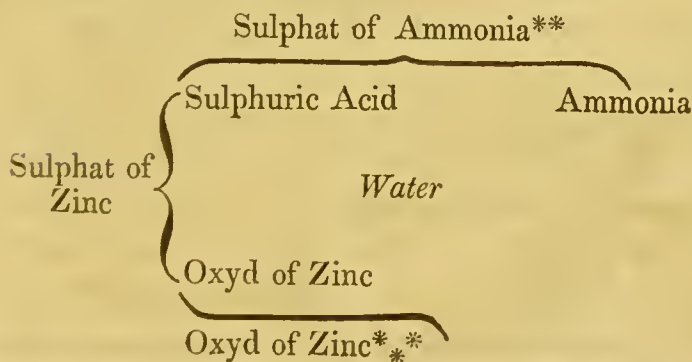 Sulphat of Ammonia**
Sulphuric Acid Ammonia
Sulphat of
Zinc
Water
Oxyd of Zinc
Oxyd of Zinc***